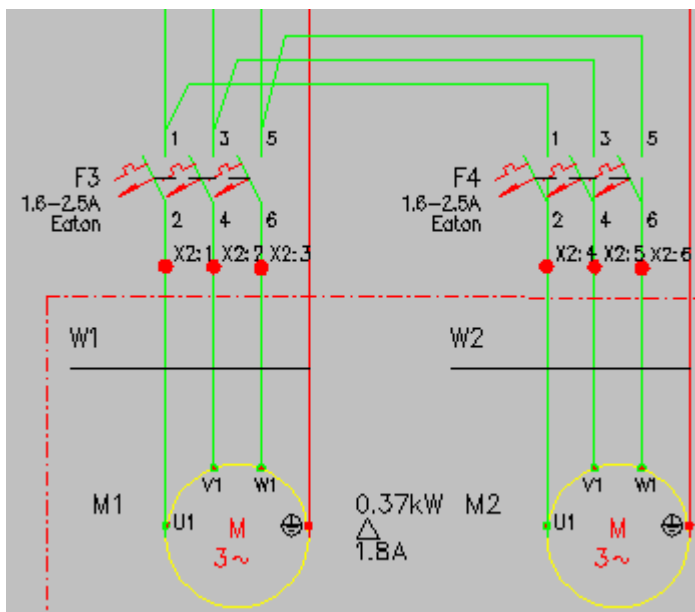 1 3 5 1 3 5
F3 F4
1.6-2.5A 1.6-2.5A
Eaton Eaton
2 4 6 2 4 6
X2:1 X2:2 X2:3 X2:4 X2:5 X2:6
W1 W2
V1 W1 V1 W1
M1 0.37kW M2
U1 M U1 M
1.8A
3~ 3~